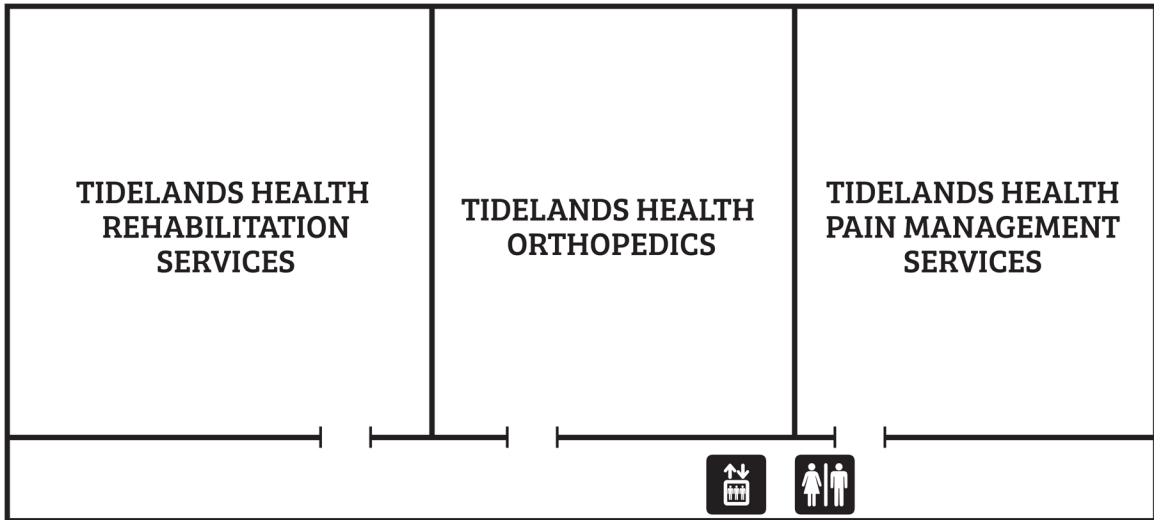 TIDELANDS HEALTH
REHABILITATION
SERVICES
TIDELANDS HEALTH
ORTHOPEDICS
TIDELANDS HEALTH
PAIN MANAGEMENT
SERVICES